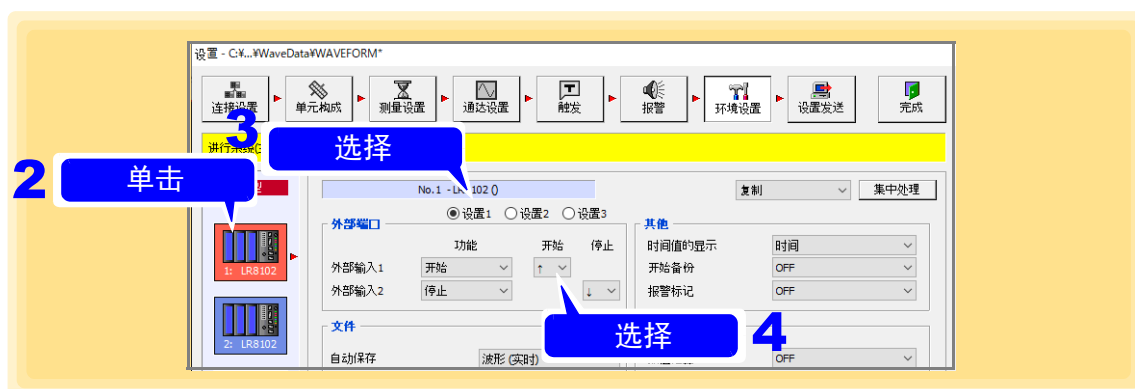 设置 - C:¥...¥WaveData¥WAVEFORM*
连接设置 单元构成 测量设置 通达设置 触发 报警 环境设置 设置发送 完成
3 选择
进行系统
2 单击
No.1 - LR8102 () 复制 集中处理
设置1 设置2 设置3
外部端口 其他
功能 开始 停止 时间值的显示 时间
外部输入1 开始 ↑ 开始备份 OFF
外部输入2 停止 ↓ 报警标记 OFF
1: LR8102
选择 4
文件
2: LR8102
自动保存 波形 (实时) OFF